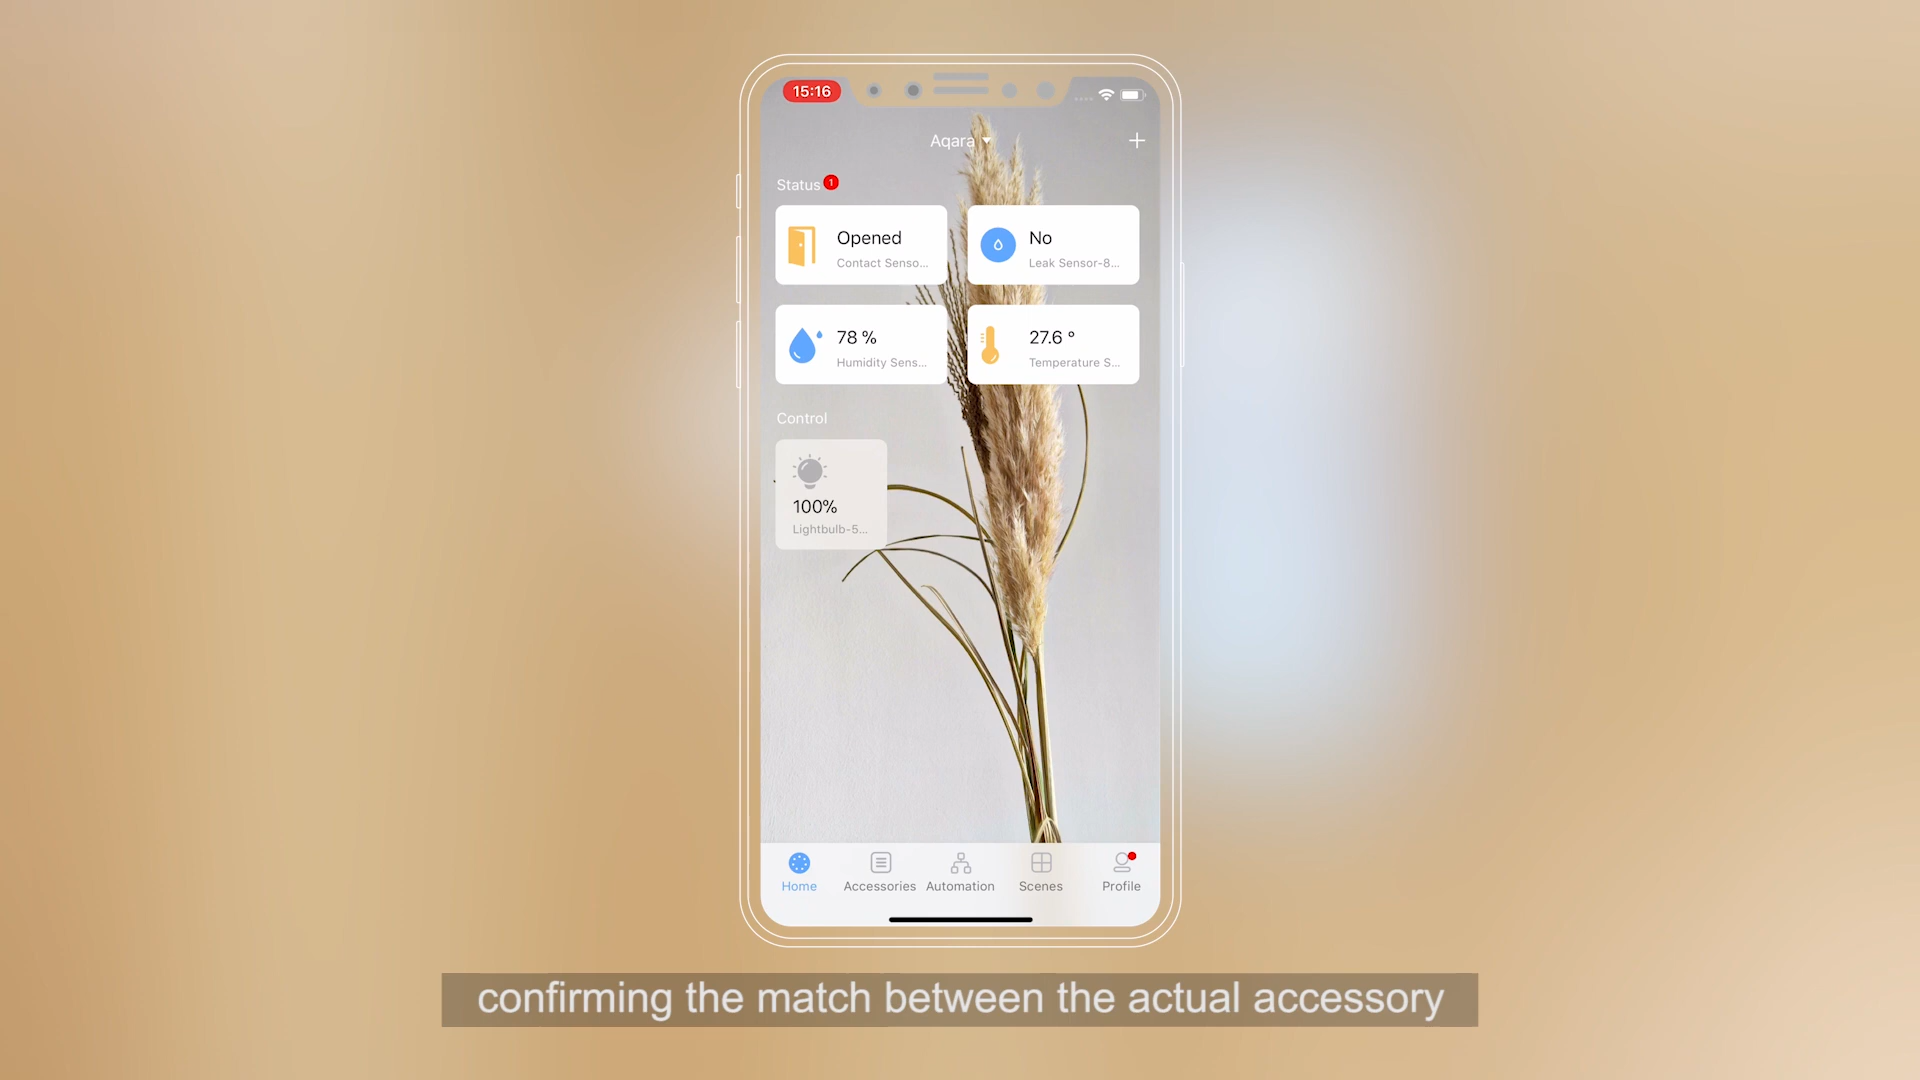 15:16
Aqara
Status 1
Opened
Contact Senso...
No
Leak Sensor-8...
78 %
Humidity Sens...
27.6 °
Temperature S...
Control
100%
Lightbulb-5...
Home
Accessories
Automation
Scenes
Profile
confirming the match between the actual accessory